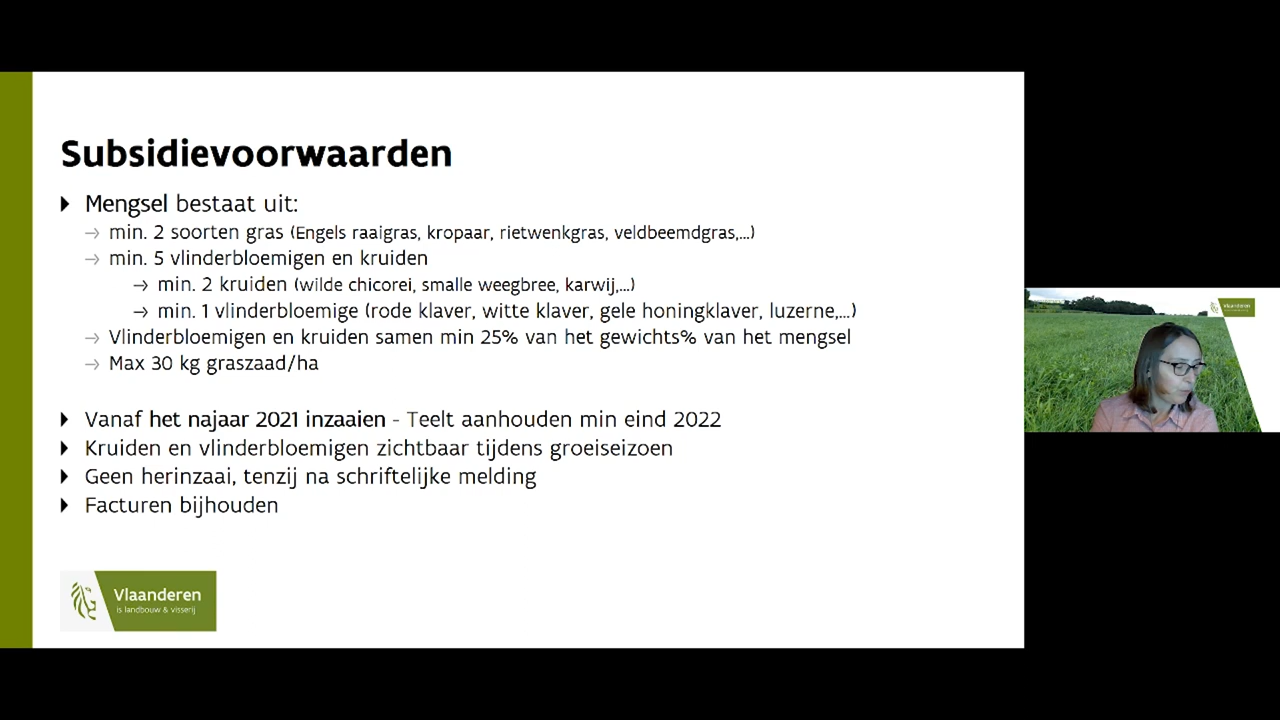 Subsidievoorwaarden
Mengsel bestaat uit:
→ min. 2 soorten gras (Engels raaigras, kropaar, rietwenkgras, veldbeemdgras,...)
→ min. 5 vlinderbloemigen en kruiden
→ min. 2 kruiden (wilde chicorei, smalle weegbree, karwij,...)
→ min. 1 vlinderbloemige (rode klaver, witte klaver, gele honingklaver, luzerne,...)
→ Vlinderbloemigen en kruiden samen min 25% van het gewichts% van het mengsel
→ Max 30 kg graszaad/ha
Vanaf het najaar 2021 inzaaien - Teelt aanhouden min eind 2022
Kruiden en vlinderbloemigen zichtbaar tijdens groeiseizoen
Geen herinzaai, tenzij na schriftelijke melding
Facturen bijhouden
Vlaanderen
is landbouw & visserij
Vlaanderen